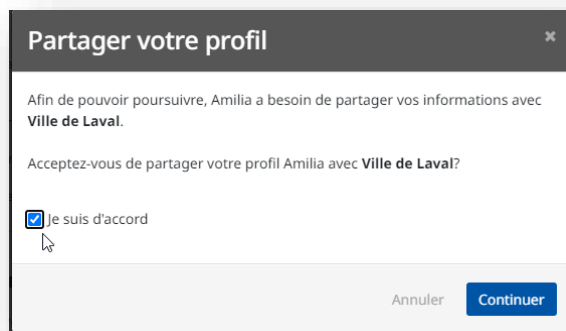 Partager votre profil
Afin de pouvoir poursuivre, Amilia a besoin de partager vos informations avec
Ville de Laval.
Acceptez-vous de partager votre profil Amilia avec Ville de Laval?
Je suis d'accord
Annuler Continuer